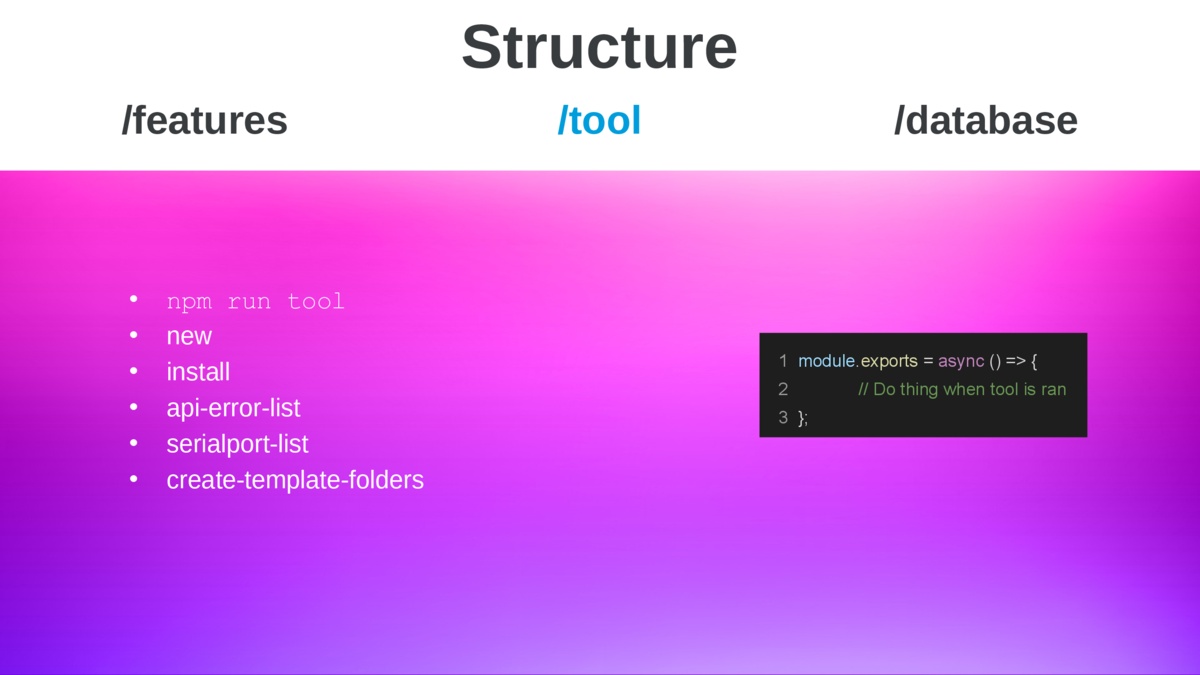 Structure
/features /tool /database
• npm run tool
• new
• install
• api-error-list
• serialport-list
• create-template-folders
1 module.exports = async () => {
2 // Do thing when tool is ran
3 };